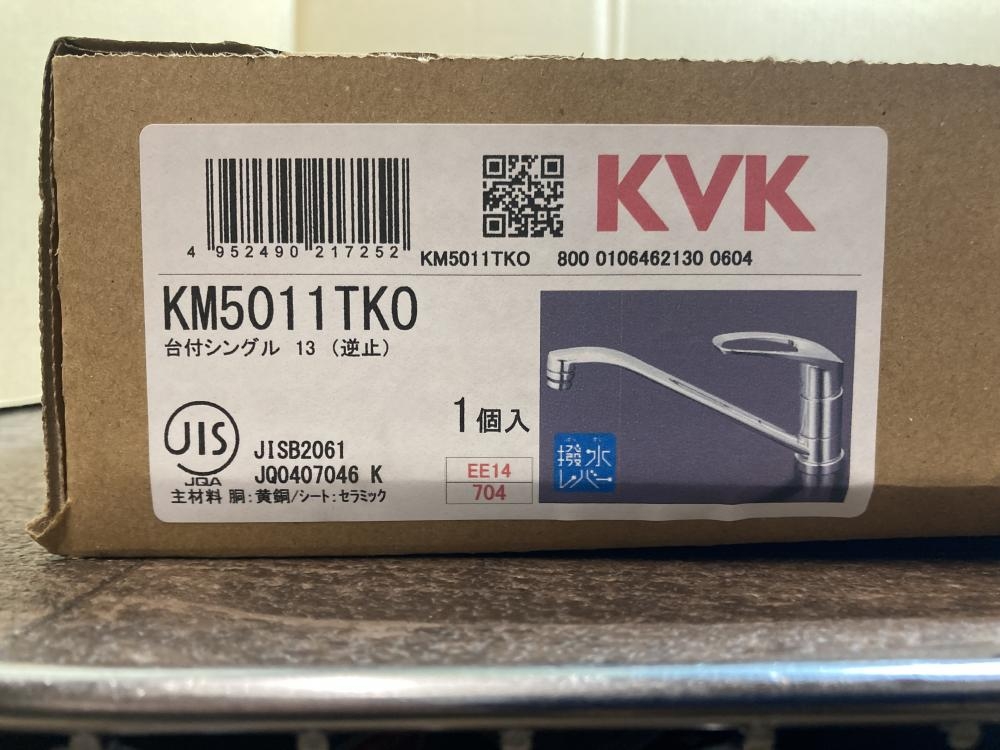 KVK
4 952490 217252
KM5011TKO 800 0106462130 0604
KM5011TKO
台付シングル 13 (逆止)
1個入
JIS
JQA
JISB2061
JQ0407046 K
主材料 胴:黄銅/シート:セラミック
EE14
704
撥水
レバー